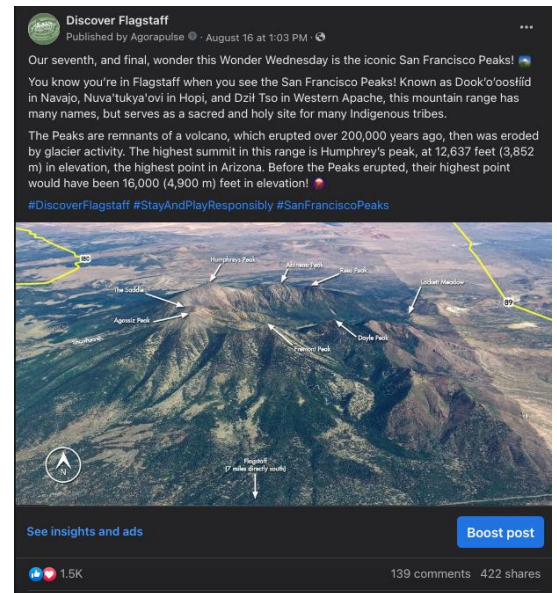 Discover Flagstaff
Published by Agorapulse · August 16 at 1:03 PM ·
Our seventh, and final, wonder this Wonder Wednesday is the iconic San Francisco Peaks!
You know you're in Flagstaff when you see the San Francisco Peaks! Known as Dook'o'oosłííd
in Navajo, Nuva'tukya'ovi in Hopi, and Dził Tso in Western Apache, this mountain range has
many names, but serves as a sacred and holy site for many Indigenous tribes.
The Peaks are remnants of a volcano, which erupted over 200,000 years ago, then was eroded
by glacier activity. The highest summit in this range is Humphrey's peak, at 12,637 feet (3,852
m) in elevation, the highest point in Arizona. Before the Peaks erupted, their highest point
would have been 16,000 (4,900 m) feet in elevation!
#DiscoverFlagstaff #StayAndPlayResponsibly #SanFranciscoPeaks
180
Humphreys Peak
Abineau Peak
Rees Peak
Lockett Meadow
The Saddle
89
Agassiz Peak
Doyle Peak
Snowbowl
Fremont Peak
N
Flagstaff
(7 miles directly south)
See insights and ads
Boost post
1.5K
139 comments 422 shares